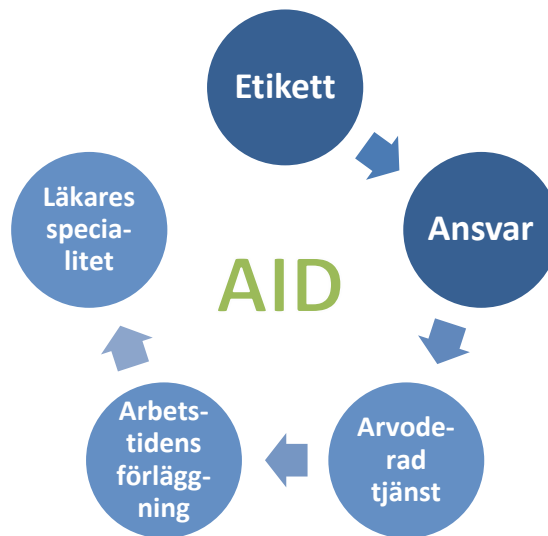 Etikett
Ansvar
Arvode-
rad
tjänst
Arbets-
tidens
förlägg-
ning
Läkares
specia-
litet
AID